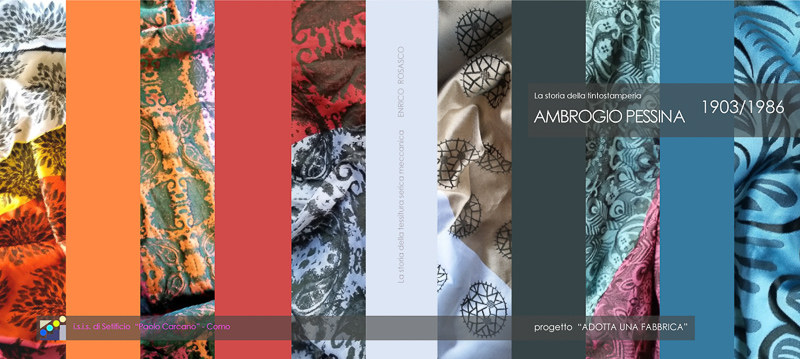 La storia della tintostamperia
AMBROGIO PESSINA
1903/1986
La storia della tessitura serica meccanica ENRICO ROSASCO
I.s.i.s. di Setificio "Paolo Carcano" - Como
progetto "ADOTTA UNA FABBRICA"